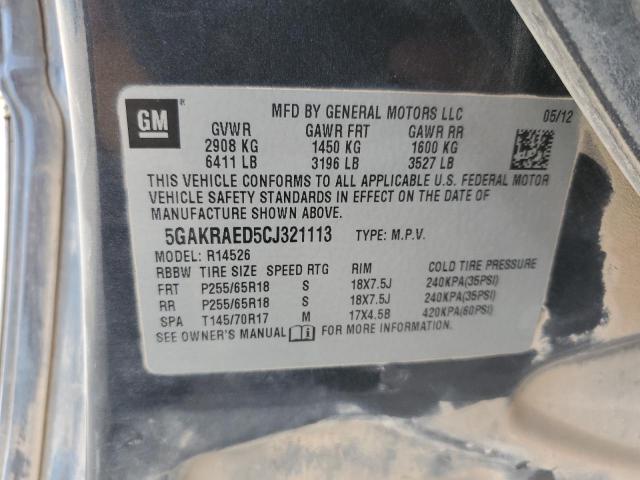 GM ®
MFD BY GENERAL MOTORS LLC 05/12
GVWR GAWR FRT GAWR RR
2908 KG 1450 KG 1600 KG
6411 LB 3196 LB 3527 LB
THIS VEHICLE CONFORMS TO ALL APPLICABLE U.S. FEDERAL MOTOR
VEHICLE SAFETY STANDARDS IN EFFECT ON THE DATE OF
MANUFACTURE SHOWN ABOVE.
5GAKRAED5CJ321113 TYPE: M.P.V.
MODEL: R14526
RBBW TIRE SIZE SPEED RTG RIM COLD TIRE PRESSURE
FRT P255/65R18 S 18X7.5J 240KPA(35PSI)
RR P255/65R18 S 18X7.5J 240KPA(35PSI)
SPA T145/70R17 M 17X4.5B 420KPA(60PSI)
SEE OWNER'S MANUAL FOR MORE INFORMATION.